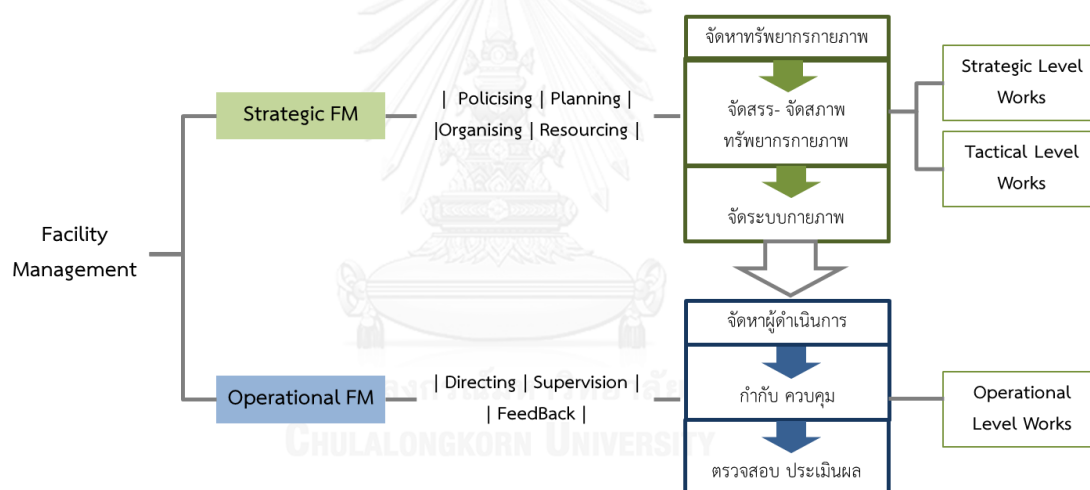 Facility
Management
Strategic FM
| Policising | Planning |
|Organising | Resourcing |
จัดหาทรัพยากรกายภาพ
จัดสรร- จัดสภาพ
ทรัพยากรกายภาพ
จัดระบบกายภาพ
Strategic Level
Works
Tactical Level
Works
Operational FM
| Directing | Supervision |
| FeedBack |
จัดหาผู้ดำเนินการ
กำกับ ควบคุม
ตรวจสอบ ประเมินผล
Operational
Level Works
CHULALONGKORN UNIVERSITY